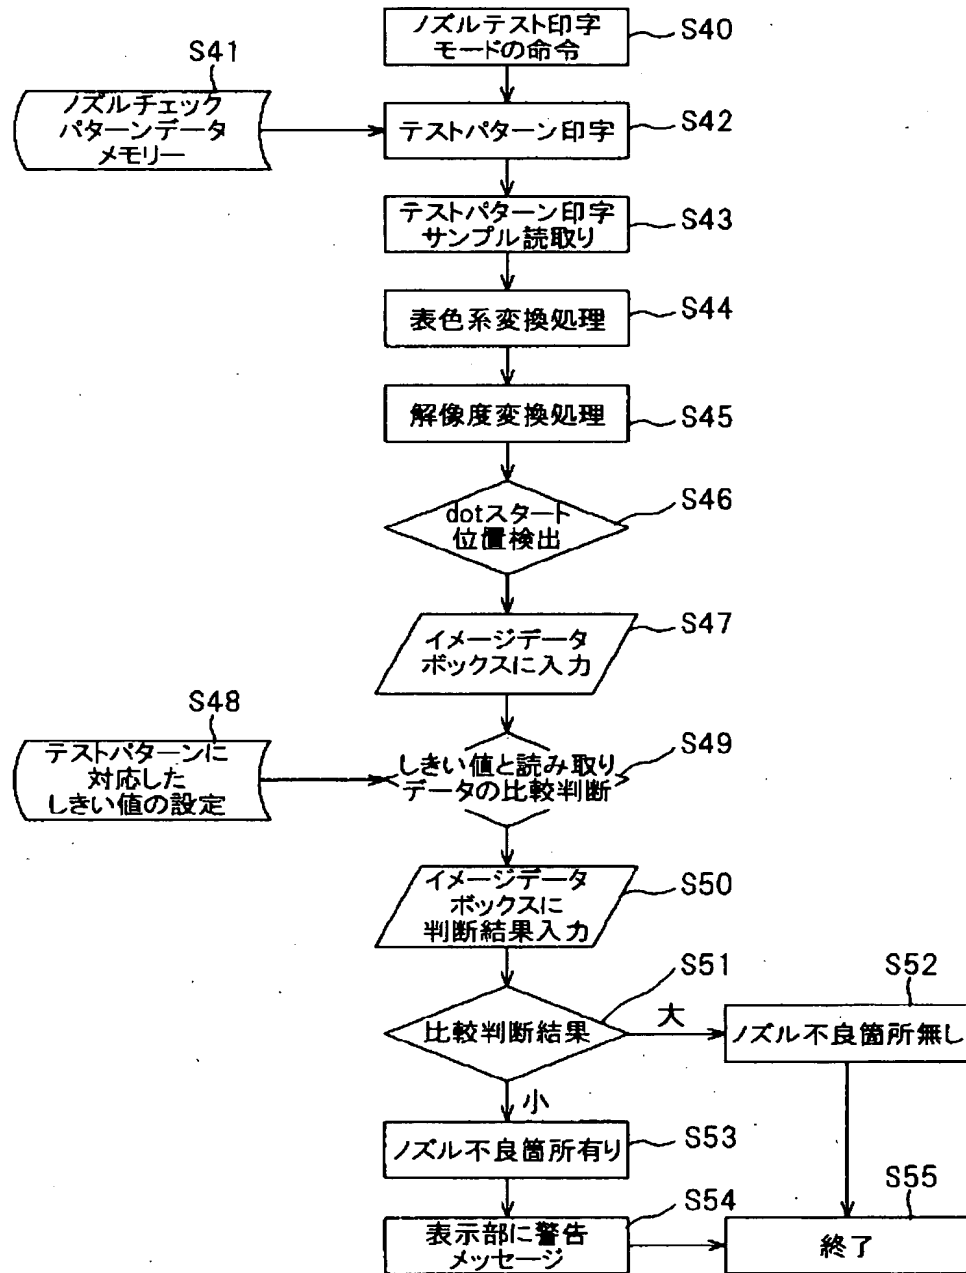 ノズルテスト印字
モードの命令
S40
S41
ノズルチェック
パターンデータ
メモリー
テストパターン印字
S42
テストパターン印字
サンプル読取り
S43
表色系変換処理
S44
解像度変換処理
S45
dotスタート
位置検出
S46
イメージデータ
ボックスに入力
S47
S48
テストパターンに
対応した
しきい値の設定
しきい値と読み取り
データの比較判断
S49
イメージデータ
ボックスに
判断結果入力
S50
比較判断結果
S51
大
S52
ノズル不良箇所無し
小
ノズル不良箇所有り
S53
表示部に警告
メッセージ
S54
S55
終了